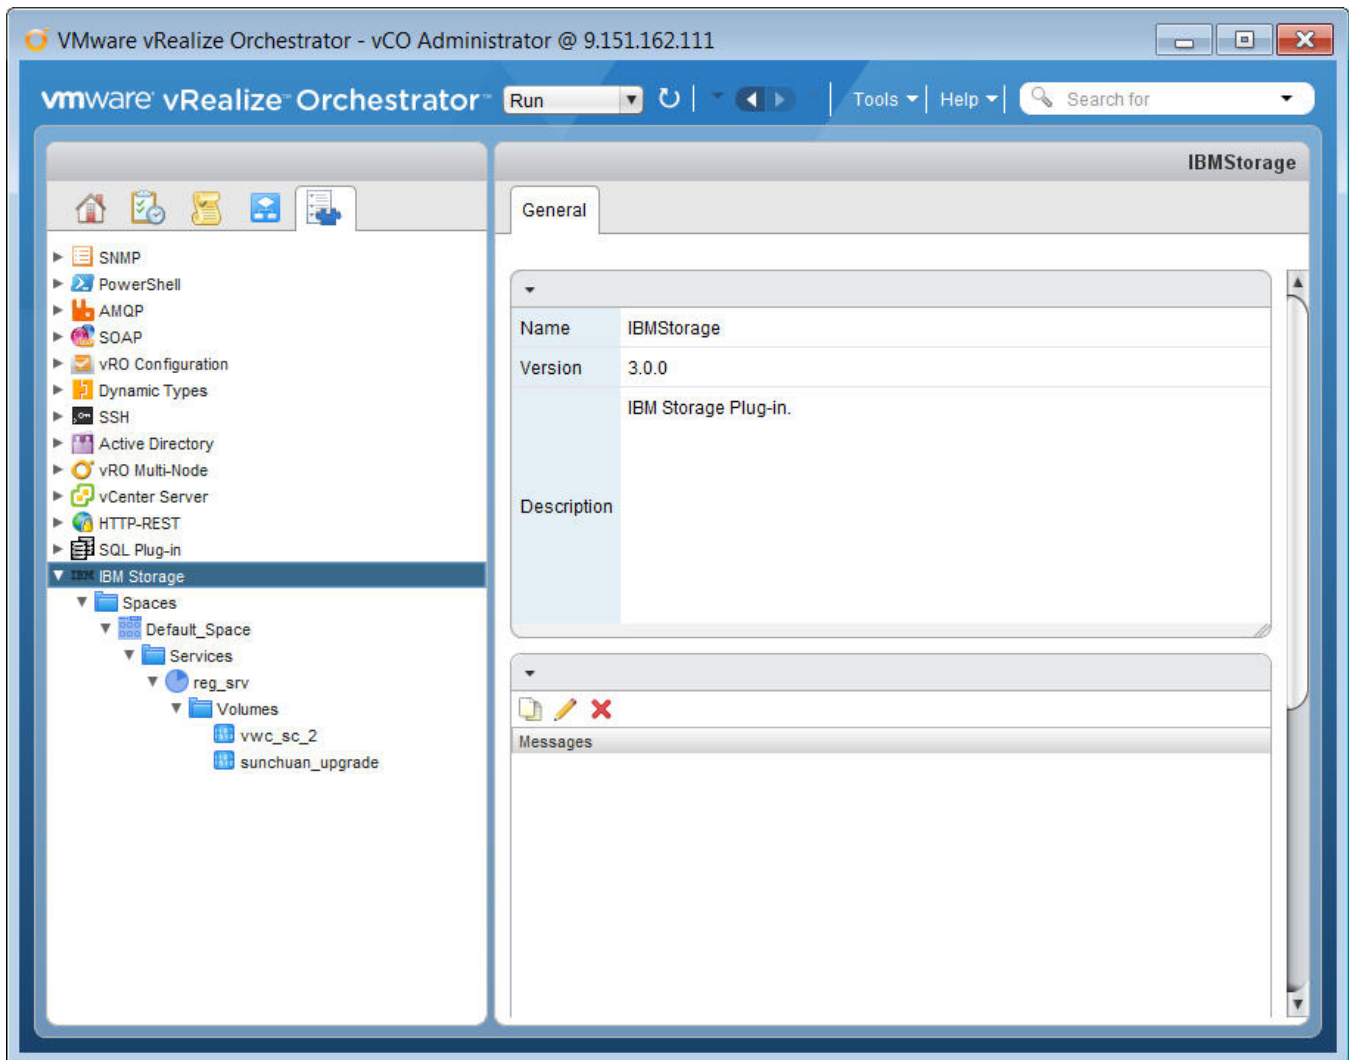 VMware vRealize Orchestrator - vCO Administrator @ 9.151.162.111
vmware vRealize™ Orchestrator™ Run Tools Help Search for
IBMStorage
General
SNMP
PowerShell
AMQP
SOAP
vRO Configuration
Dynamic Types
SSH
Active Directory
vRO Multi-Node
vCenter Server
HTTP-REST
SQL Plug-in
IBM IBM Storage
Spaces
Default_Space
Services
reg_srv
Volumes
vwc_sc_2
sunchuan_upgrade
Name IBMStorage
Version 3.0.0
Description IBM Storage Plug-in.
Messages